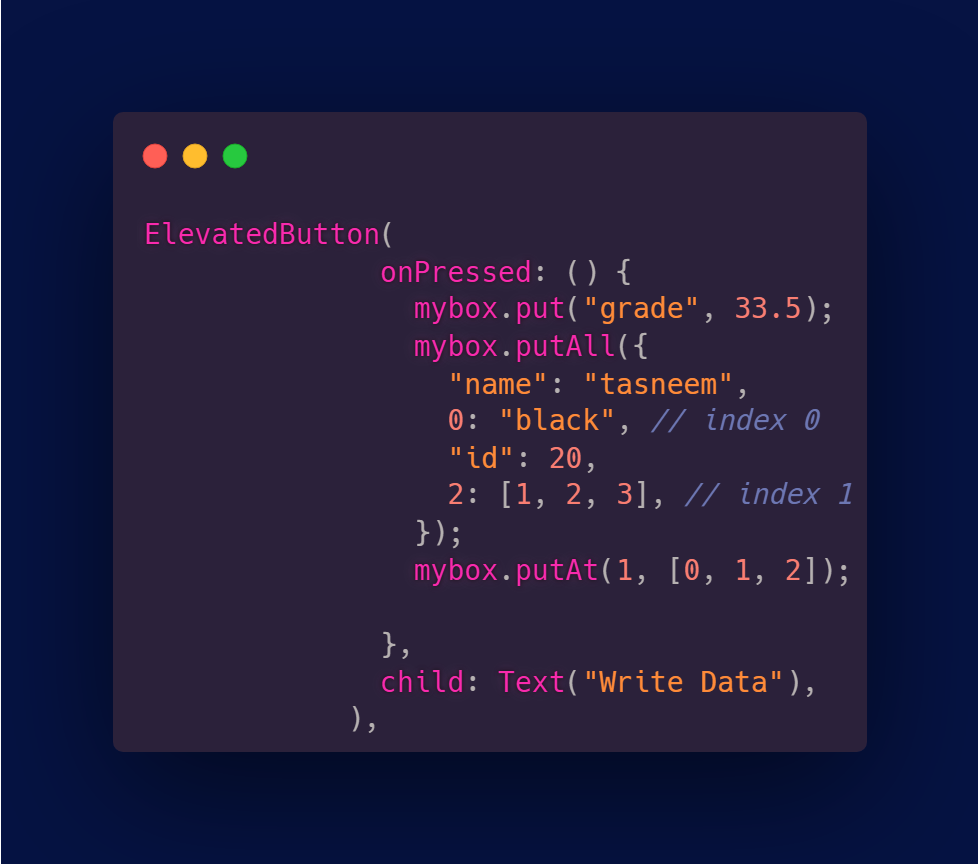 ElevatedButton(
              onPressed: () {
                mybox.put("grade", 33.5);
                mybox.putAll({
                  "name": "tasneem",
                  0: "black", // index 0
                  "id": 20,
                  2: [1, 2, 3], // index 1
                });
                mybox.putAt(1, [0, 1, 2]);

              },
              child: Text("Write Data"),
            ),